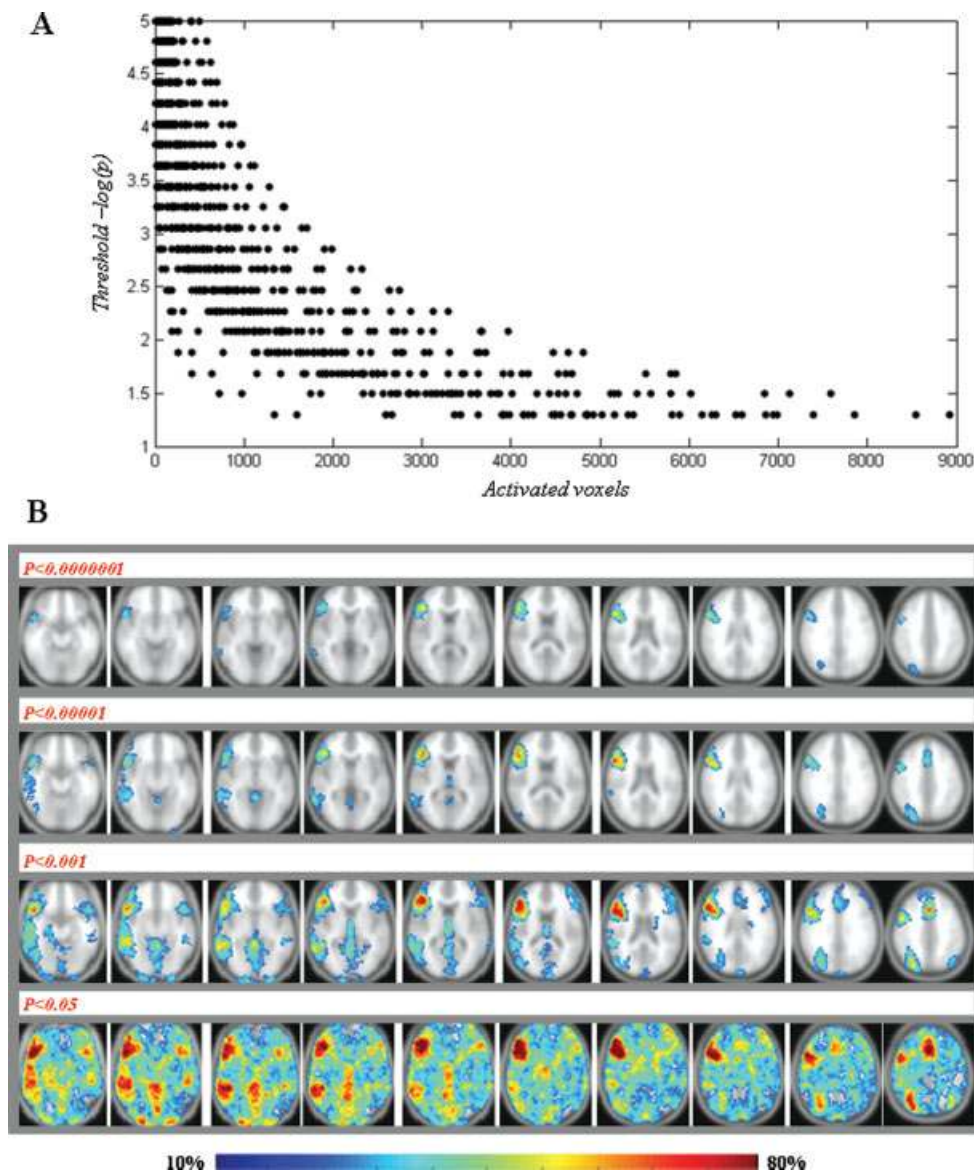 A
5
4.5
4
3.5
3
2.5
2
1.5
1
Threshold –log(p)
0 1000 2000 3000 4000 5000 6000 7000 8000 9000
Activated voxels
B
P<0.0000001
P<0.00001
P<0.001
P<0.05
10% 80%